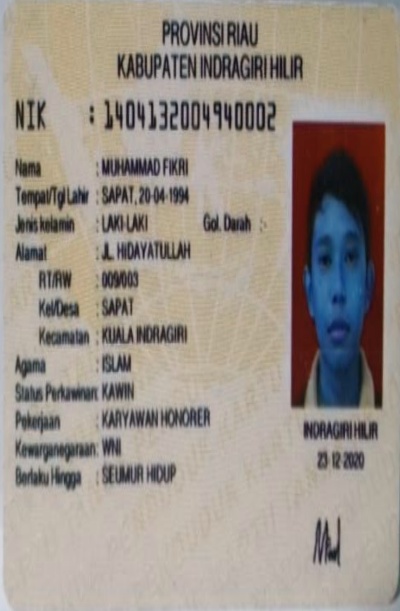 PROVINSI RIAU
KABUPATEN INDRAGIRI HILIR
NIK : 1404132004940002
Nama : MUHAMMAD FIKRI
Tempat/Tgl Lahir : SAPAT, 20-04-1994
Jenis kelamin : LAKI-LAKI Gol. Darah :-
Alamat : JL. HIDAYATULLAH
RT/RW : 009/003
Kel/Desa : SAPAT
Kecamatan : KUALA INDRAGIRI
Agama : ISLAM
Status Perkawinan: KAWIN
Pekerjaan : KARYAWAN HONORER
Kewarganegaraan: WNI
Berlaku Hingga : SEUMUR HIDUP
INDRAGIRI HILIR
23-12-2020